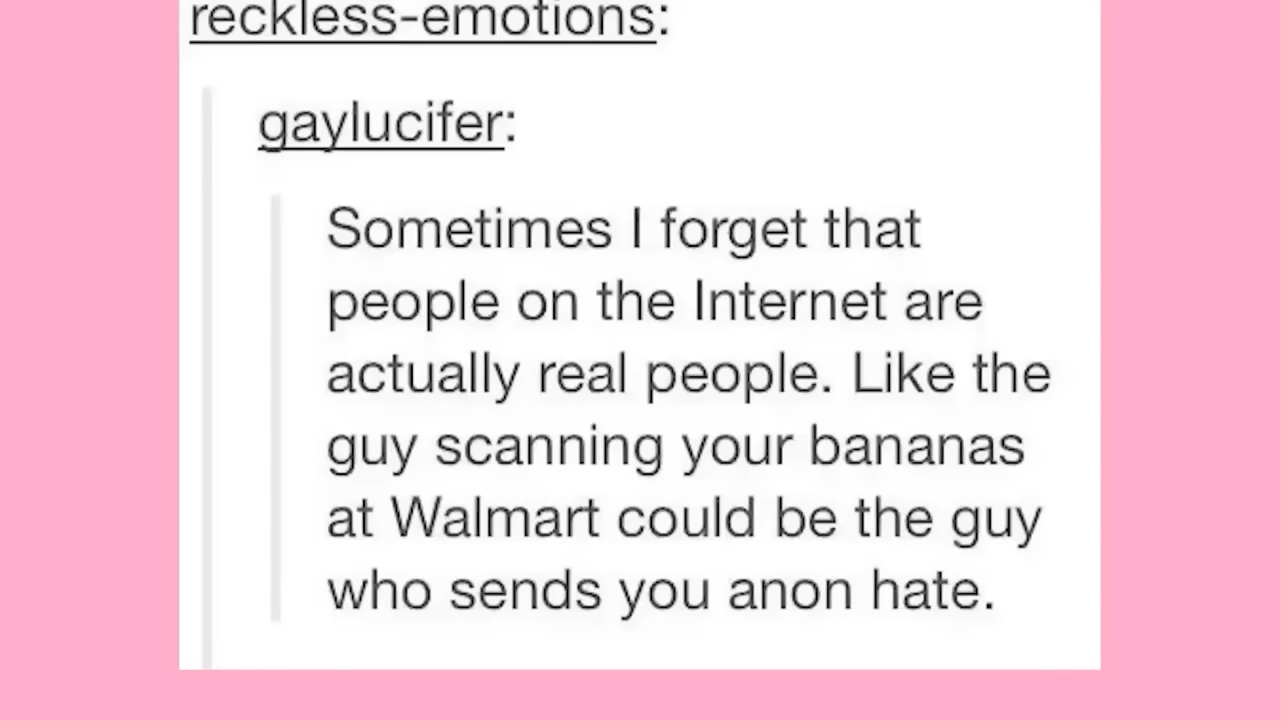 reckless-emotions:
gaylucifer:
Sometimes I forget that
people on the Internet are
actually real people. Like the
guy scanning your bananas
at Walmart could be the guy
who sends you anon hate.